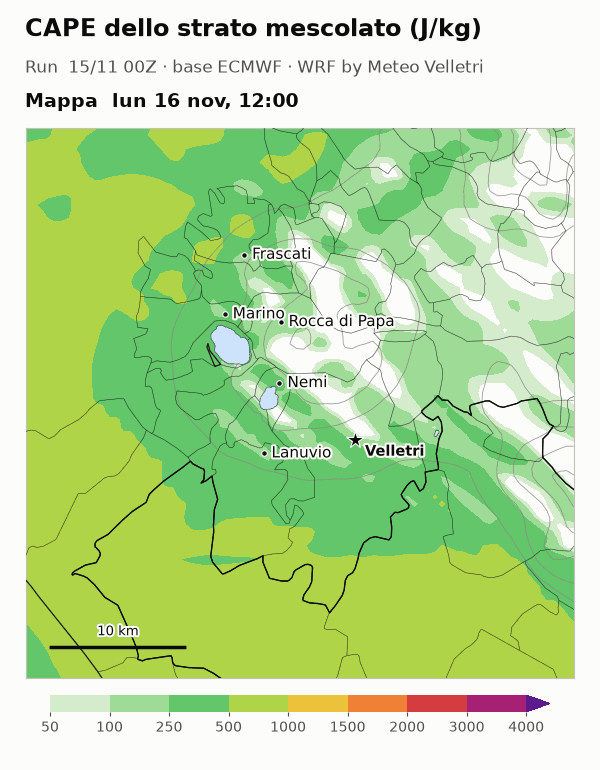 CAPE dello strato mescolato (J/kg)
Run  15/11 00Z · base ECMWF · WRF by Meteo Velletri
Mappa  lun 16 nov, 12:00
Frascati
Marino
Rocca di Papa
Nemi
Velletri
Lanuvio
10 km
50 100 250 500 1000 1500 2000 3000 4000